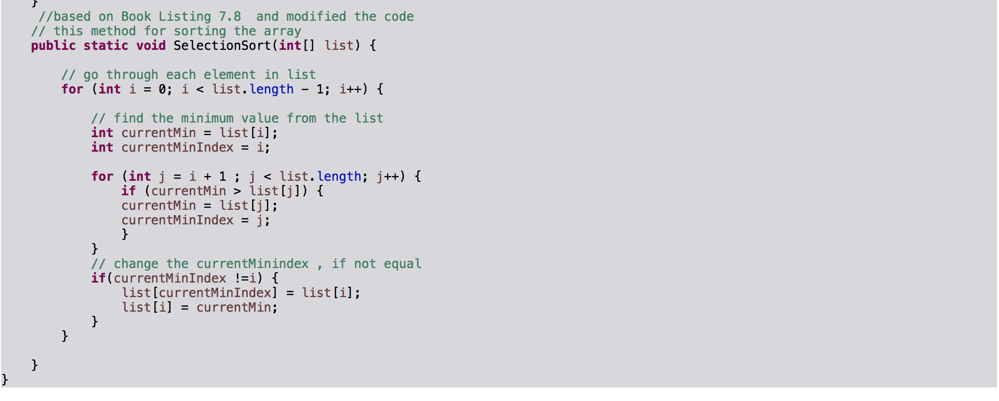 }
//based on Book Listing 7.8  and modified the code
// this method for sorting the array
public static void SelectionSort(int[] list) {
// go through each element in list
for (int i = 0; i < list.length - 1; i++) {
// find the minimum value from the list
int currentMin = list[i];
int currentMinIndex = i;
for (int j = i + 1 ; j < list.length; j++) {
if (currentMin > list[j]) {
currentMin = list[j];
currentMinIndex = j;
}
}
// change the currentMinindex , if not equal
if(currentMinIndex !=i) {
list[currentMinIndex] = list[i];
list[i] = currentMin;
}
}
}
}